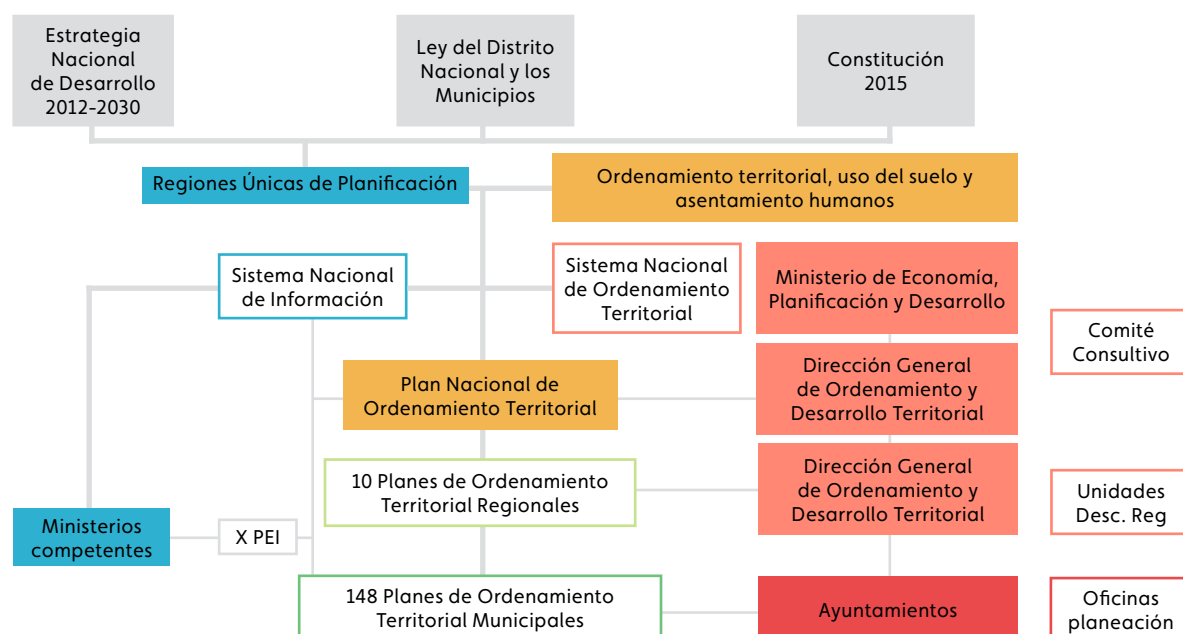 Estrategia
Nacional
de Desarrollo
2012-2030
Ley del Distrito
Nacional y los
Municipios
Constitución
2015
Regiones Únicas de Planificación
Ordenamiento territorial, uso del suelo y
asentamiento humanos
Sistema Nacional
de Información
Sistema Nacional
de Ordenamiento
Territorial
Ministerio de Economía,
Planificación y Desarrollo
Comité
Consultivo
Plan Nacional de
Ordenamiento Territorial
Dirección General
de Ordenamiento y
Desarrollo Territorial
10 Planes de Ordenamiento
Territorial Regionales
Dirección General
de Ordenamiento y
Desarrollo Territorial
Unidades
Desc. Reg
Ministerios
competentes
X PEI
148 Planes de Ordenamiento
Territorial Municipales
Ayuntamientos
Oficinas
planeación